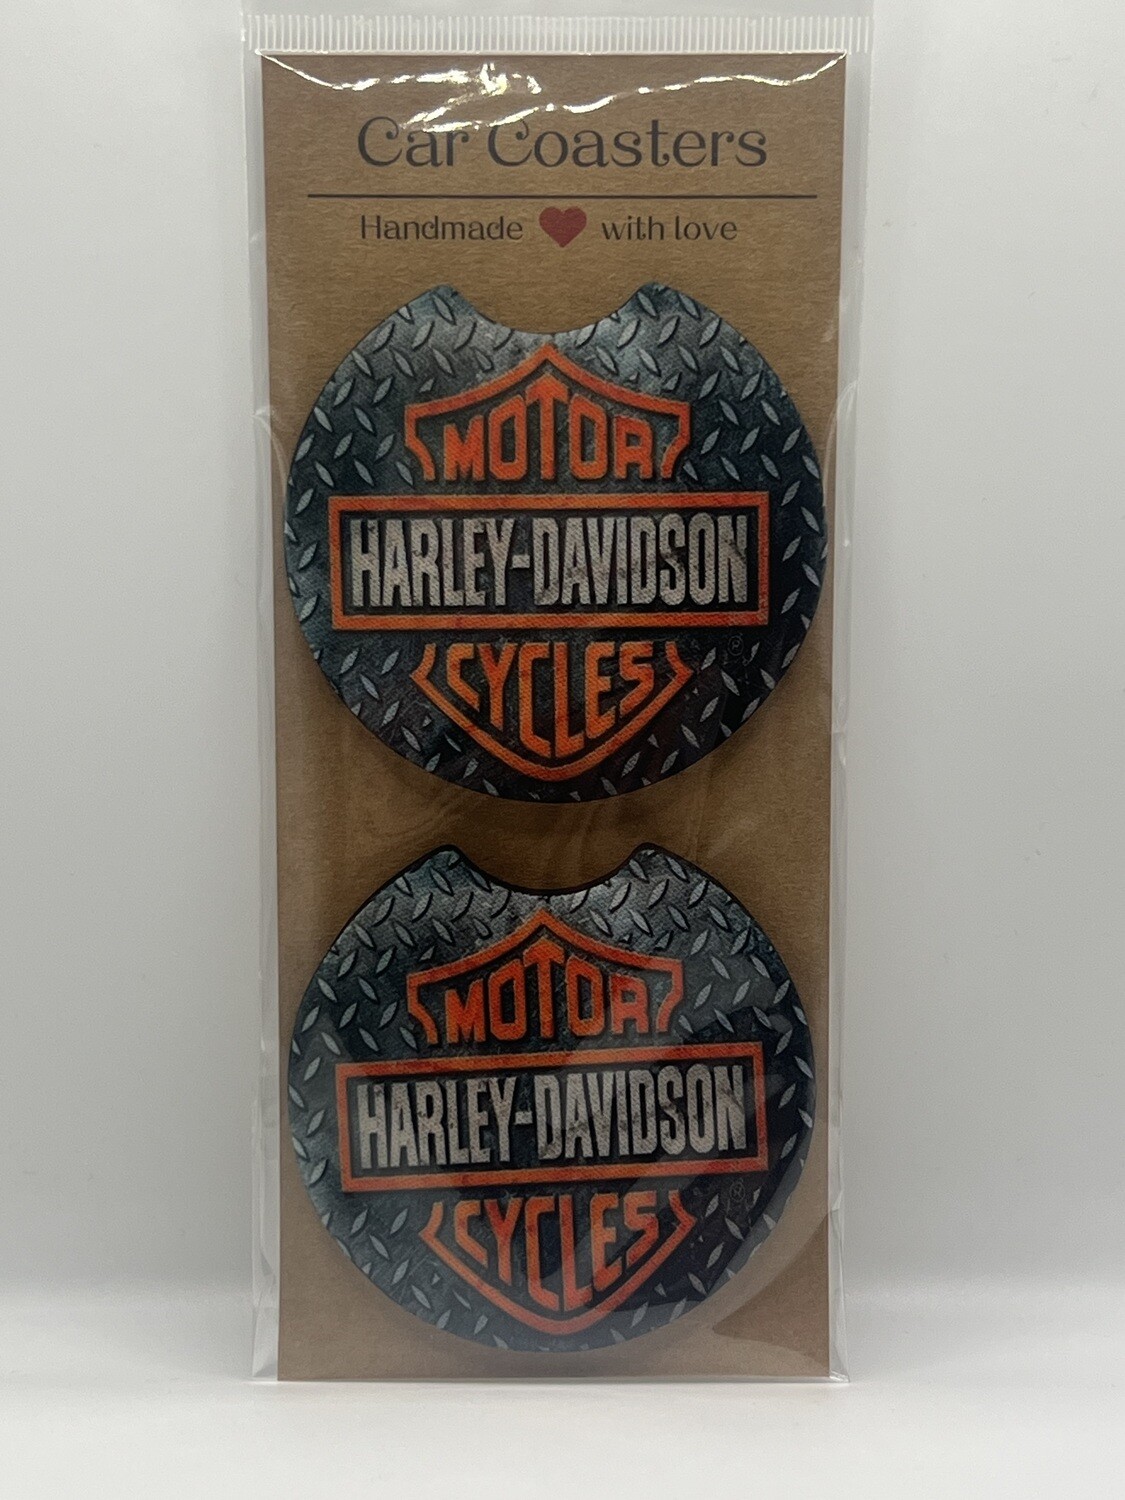 Car Coasters
Handmade with love
MOTOR
HARLEY-DAVIDSON
CYCLES
®
MOTOR
HARLEY-DAVIDSON
CYCLES
®